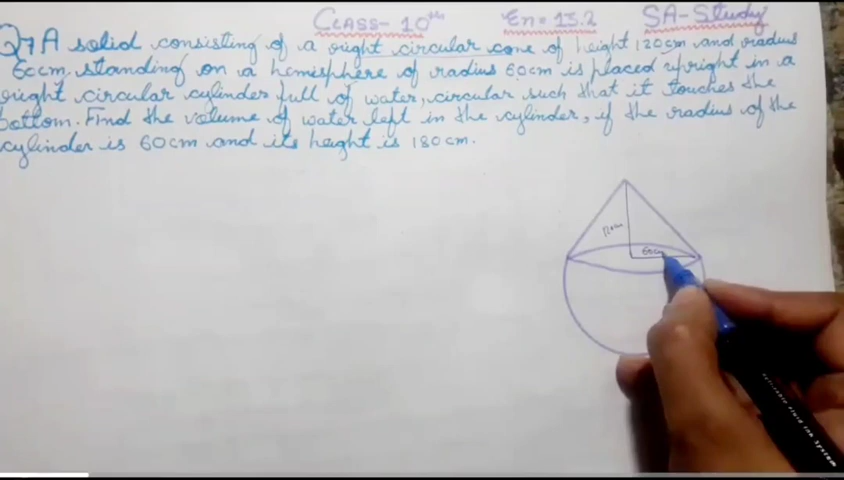 CLASS-10th Ex=13.2 SA-Study
Q7 A solid consisting of a right circular cone of height 120cm and radius
60cm standing on a hemisphere of radius 60cm is placed upright in a
right circular cylinder full of water, circular such that it touches the
bottom. Find the volume of water left in the cylinder, if the radius of the
cylinder is 60cm and its height is 180cm.
120cm
60cm